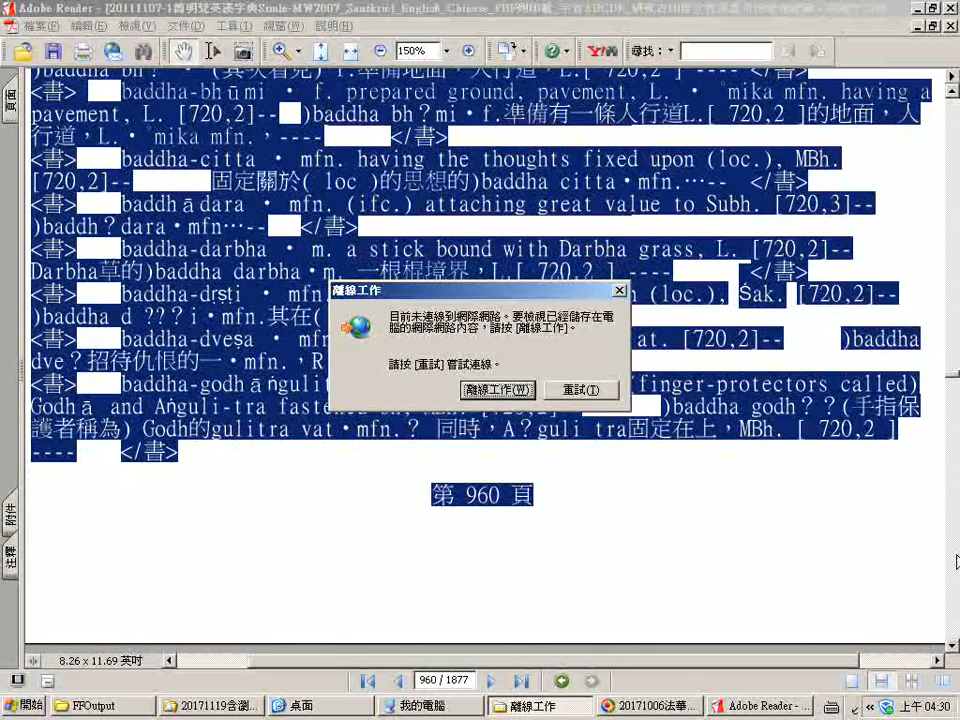 Adobe Reader - [20111107-1簡明梵英漢字典Sunle-MW2007_Sanskrit_English_Chinese_
檔案(F) 編輯(E) 檢視(V) 文件(D) 工具(T) 視窗(W) 說明(H)
150% 尋找：
頁面
<書> baddha-bhūmi • f. prepared ground, pavement, L. • °mika mfn. having a
pavement, L. [720,2]-- )baddha bh？mi•f.準備有一條人行道L.[ 720,2 ]的地面，人
行道，L.•°mika mfn.，---- </書>
<書> baddha-citta • mfn. having the thoughts fixed upon (loc.), MBh.
[720,2]-- 固定關於( loc )的思想的)baddha citta•mfn.…-- </書>
<書> baddhādara • mfn. (ifc.) attaching great value to Subh. [720,3]--
)baddh？dara•mfn…-- </書>
<書> baddha-darbha • m. a stick bound with Darbha grass, L. [720,2]--
Darbha草的)baddha darbha•m. 一根棍境界，L.[ 720,2 ] ---- </書>
<書> baddha-dṛṣṭi • mfn. (loc.), Śak. [720,2]--
)baddha d ???i•mfn.其在( </書>
<書> baddha-dveṣa • mfn. at. [720,2]-- )baddha
dve？招待仇恨的一•mfn.，R
<書> baddha-godhāṅgulit (finger-protectors called)
Godhā and Aṅguli-tra fastened )baddha godh？？(手指保
護者稱為) Godh的gulitra vat•mfn.？ 同時，A？guli tra固定在上，MBh. [ 720,2 ]
---- </書>
第 960 頁
離線工作
目前未連線到網際網路。要檢視已經儲存在電
腦的網際網路內容，請按 [離線工作]。
請按 [重試] 嘗試連線。
離線工作(W) 重試(T)
附件
注釋
8.26 x 11.69 英吋
960 / 1877
開始 FFOutput 20111119含瀏... 桌面 我的電腦 離線工作 20171006法華... Adobe Reader - ... 上午 04:30